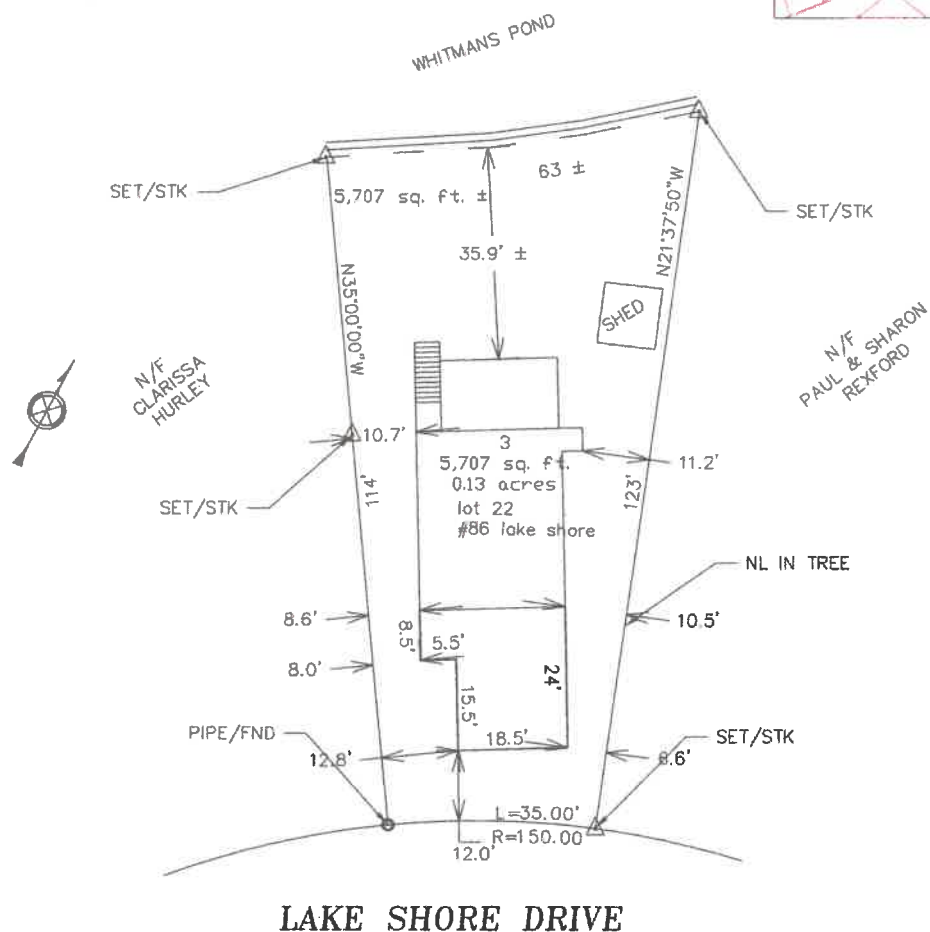 WHITMANS POND
SET/STK
63 ±
5,707 sq. ft. ±
SET/STK
35.9' ±
N35°00'00"W
N21°37'50"W
SHED
N/F
CLARISSA
HURLEY
N/F
PAUL & SHARON
REXFORD
10.7'
3
5,707 sq. ft.
0.13 acres
lot 22
#86 lake shore
11.2'
SET/STK
114'
123'
NL IN TREE
8.6'
10.5'
8.5'
5.5'
8.0'
24'
15.5'
PIPE/FND
18.5'
SET/STK
12.8'
8.6'
L=35.00'
R=150.00
12.0'
LAKE SHORE DRIVE